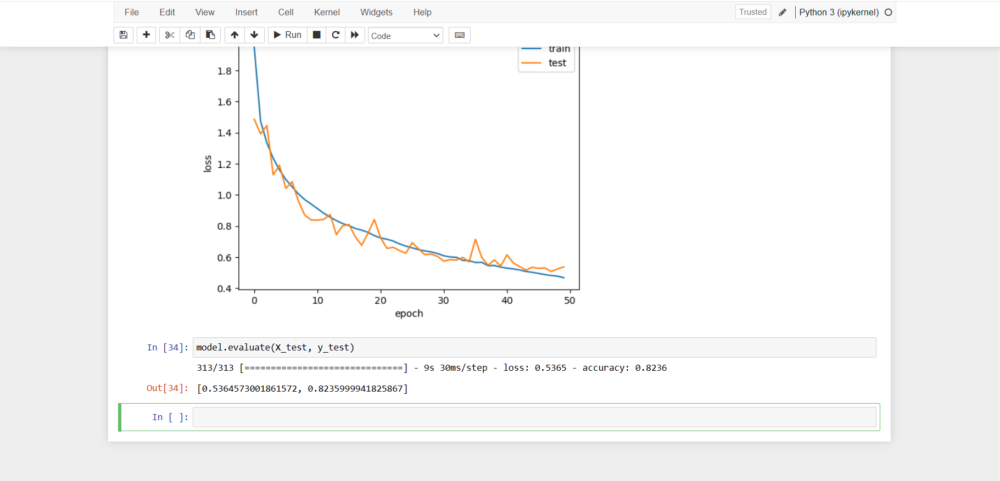 File Edit View Insert Cell Kernel Widgets Help Trusted Python 3 (ipykernel)
Run Code
train
test
1.8
1.6
1.4
1.2
1.0
0.8
0.6
0.4
loss
0 10 20 30 40 50
epoch
In [34]: model.evaluate(X_test, y_test)
313/313 [==============================] - 9s 30ms/step - loss: 0.5365 - accuracy: 0.8236
Out[34]: [0.5364573001861572, 0.8235999941825867]
In [ ]: